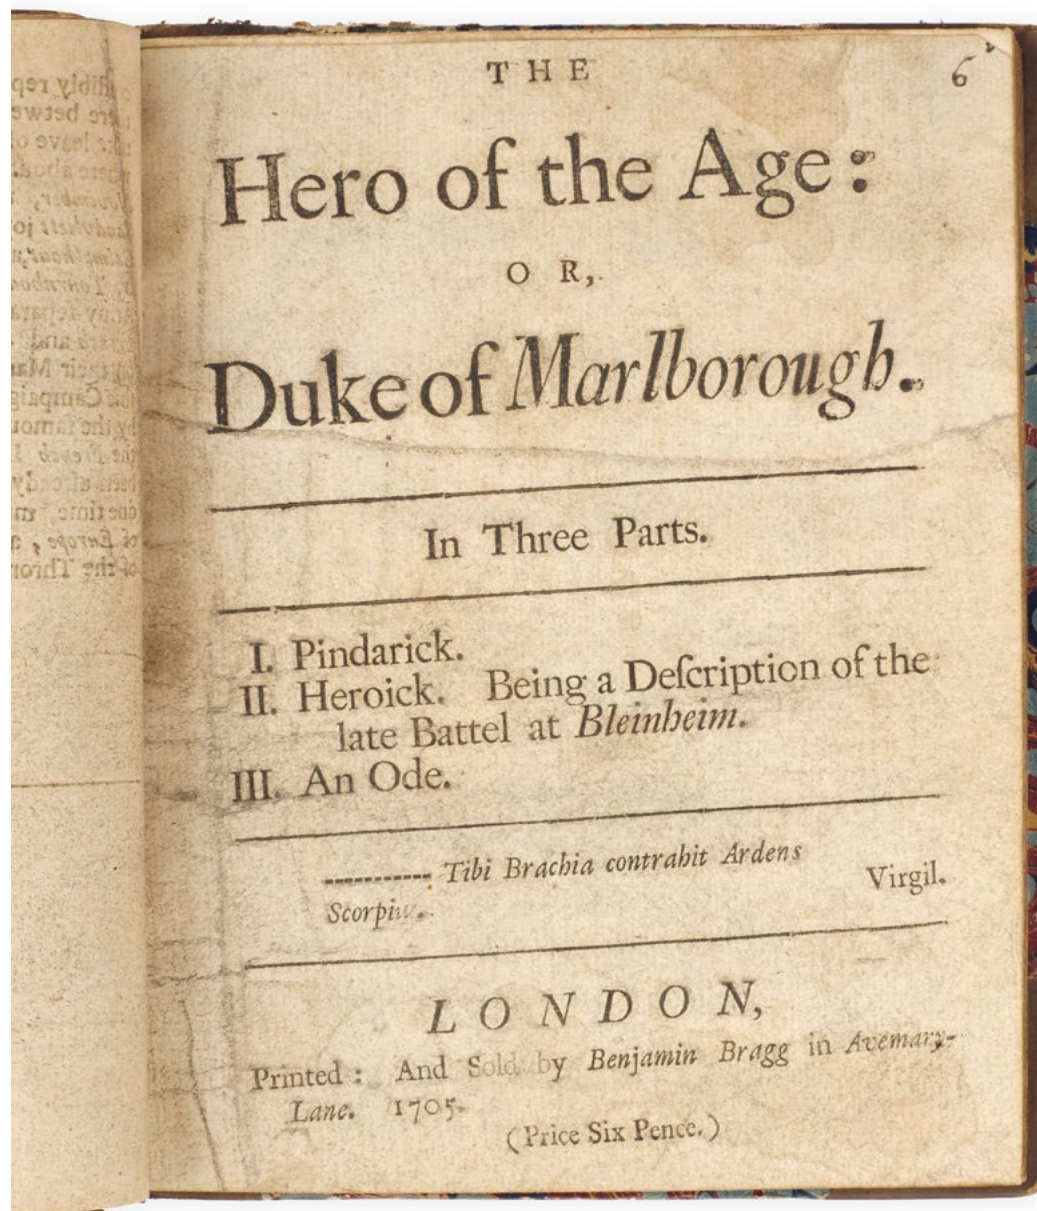 THE
6
Hero of the Age:
OR,
Duke of Marlborough.
In Three Parts.
I. Pindarick.
II. Heroick. Being a Deſcription of the
late Battel at Bleinheim.
III. An Ode.
----------- Tibi Brachia contrahit Ardens
Scorpius.
Virgil.
LONDON,
Printed: And Sold by Benjamin Bragg in Avemary-
Lane. 1705.
(Price Six Pence.)